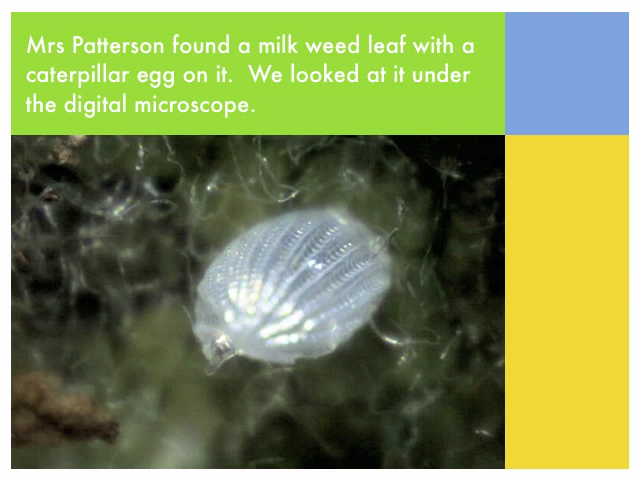 Mrs Patterson found a milk weed leaf with a
caterpillar egg on it.  We looked at it under
the digital microscope.